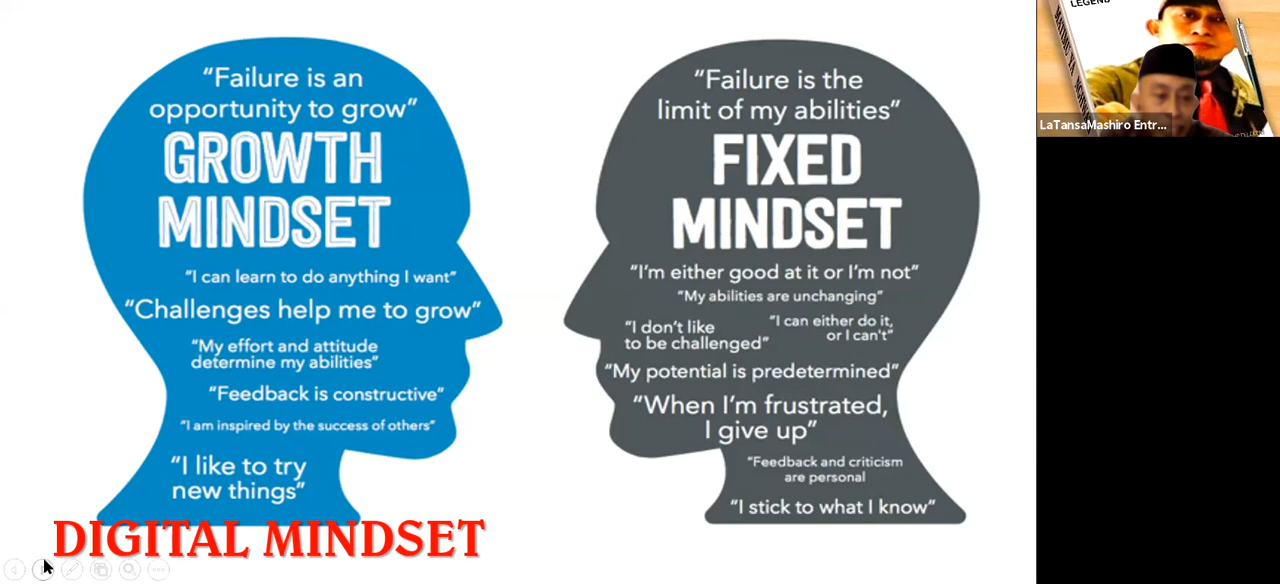 “Failure is an
opportunity to grow”
GROWTH
MINDSET
“I can learn to do anything I want”
“Challenges help me to grow”
“My effort and attitude
determine my abilities”
“Feedback is constructive”
“I am inspired by the success of others”
“I like to try
new things”
“Failure is the
limit of my abilities”
FIXED
MINDSET
“I’m either good at it or I’m not”
“My abilities are unchanging”
“I don’t like
to be challenged”
“I can either do it,
or I can't”
“My potential is predetermined”
“When I’m frustrated,
I give up”
“Feedback and criticism
are personal
“I stick to what I know”
DIGITAL MINDSET
LEGEND
LaTansaMashiro Entr...